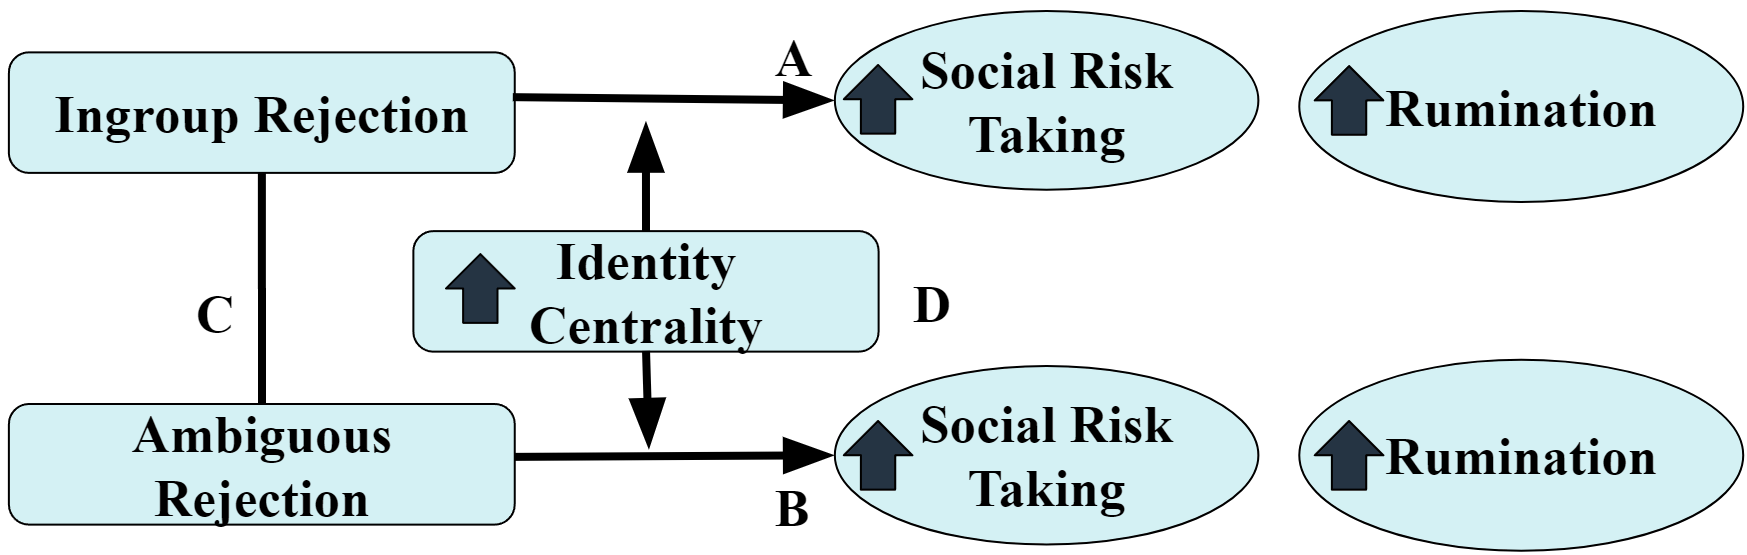 Ingroup Rejection
A
Social Risk
Taking
Rumination
Identity
Centrality
C
D
Ambiguous
Rejection
B
Social Risk
Taking
Rumination